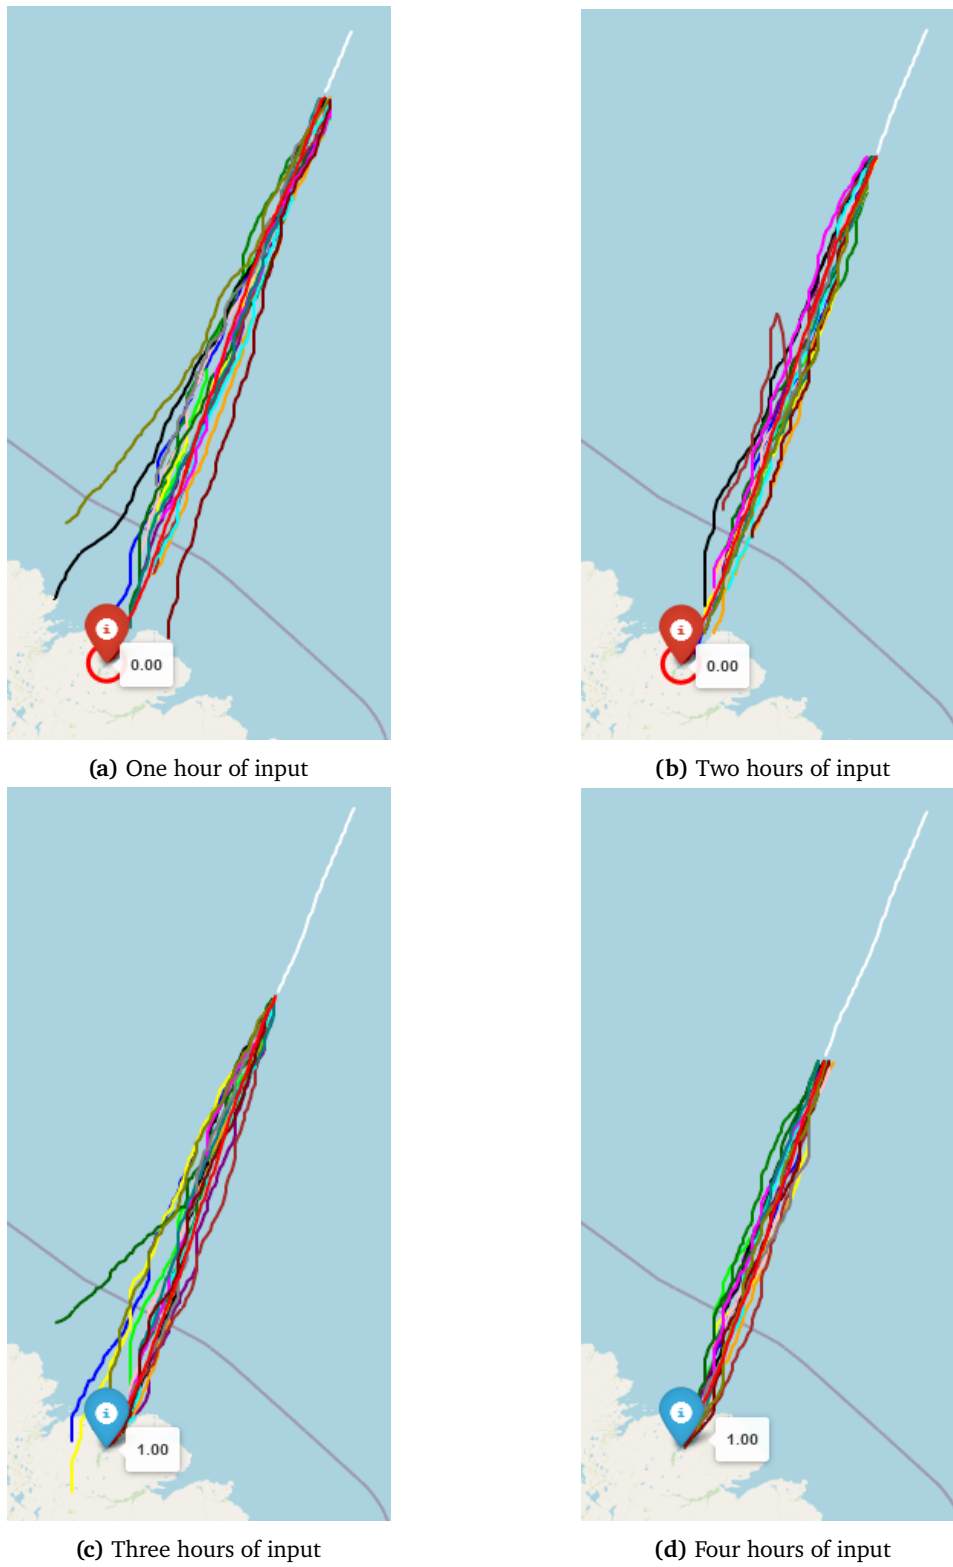 i
0.00
i
0.00
(a) One hour of input
(b) Two hours of input
i
1.00
i
1.00
(c) Three hours of input
(d) Four hours of input